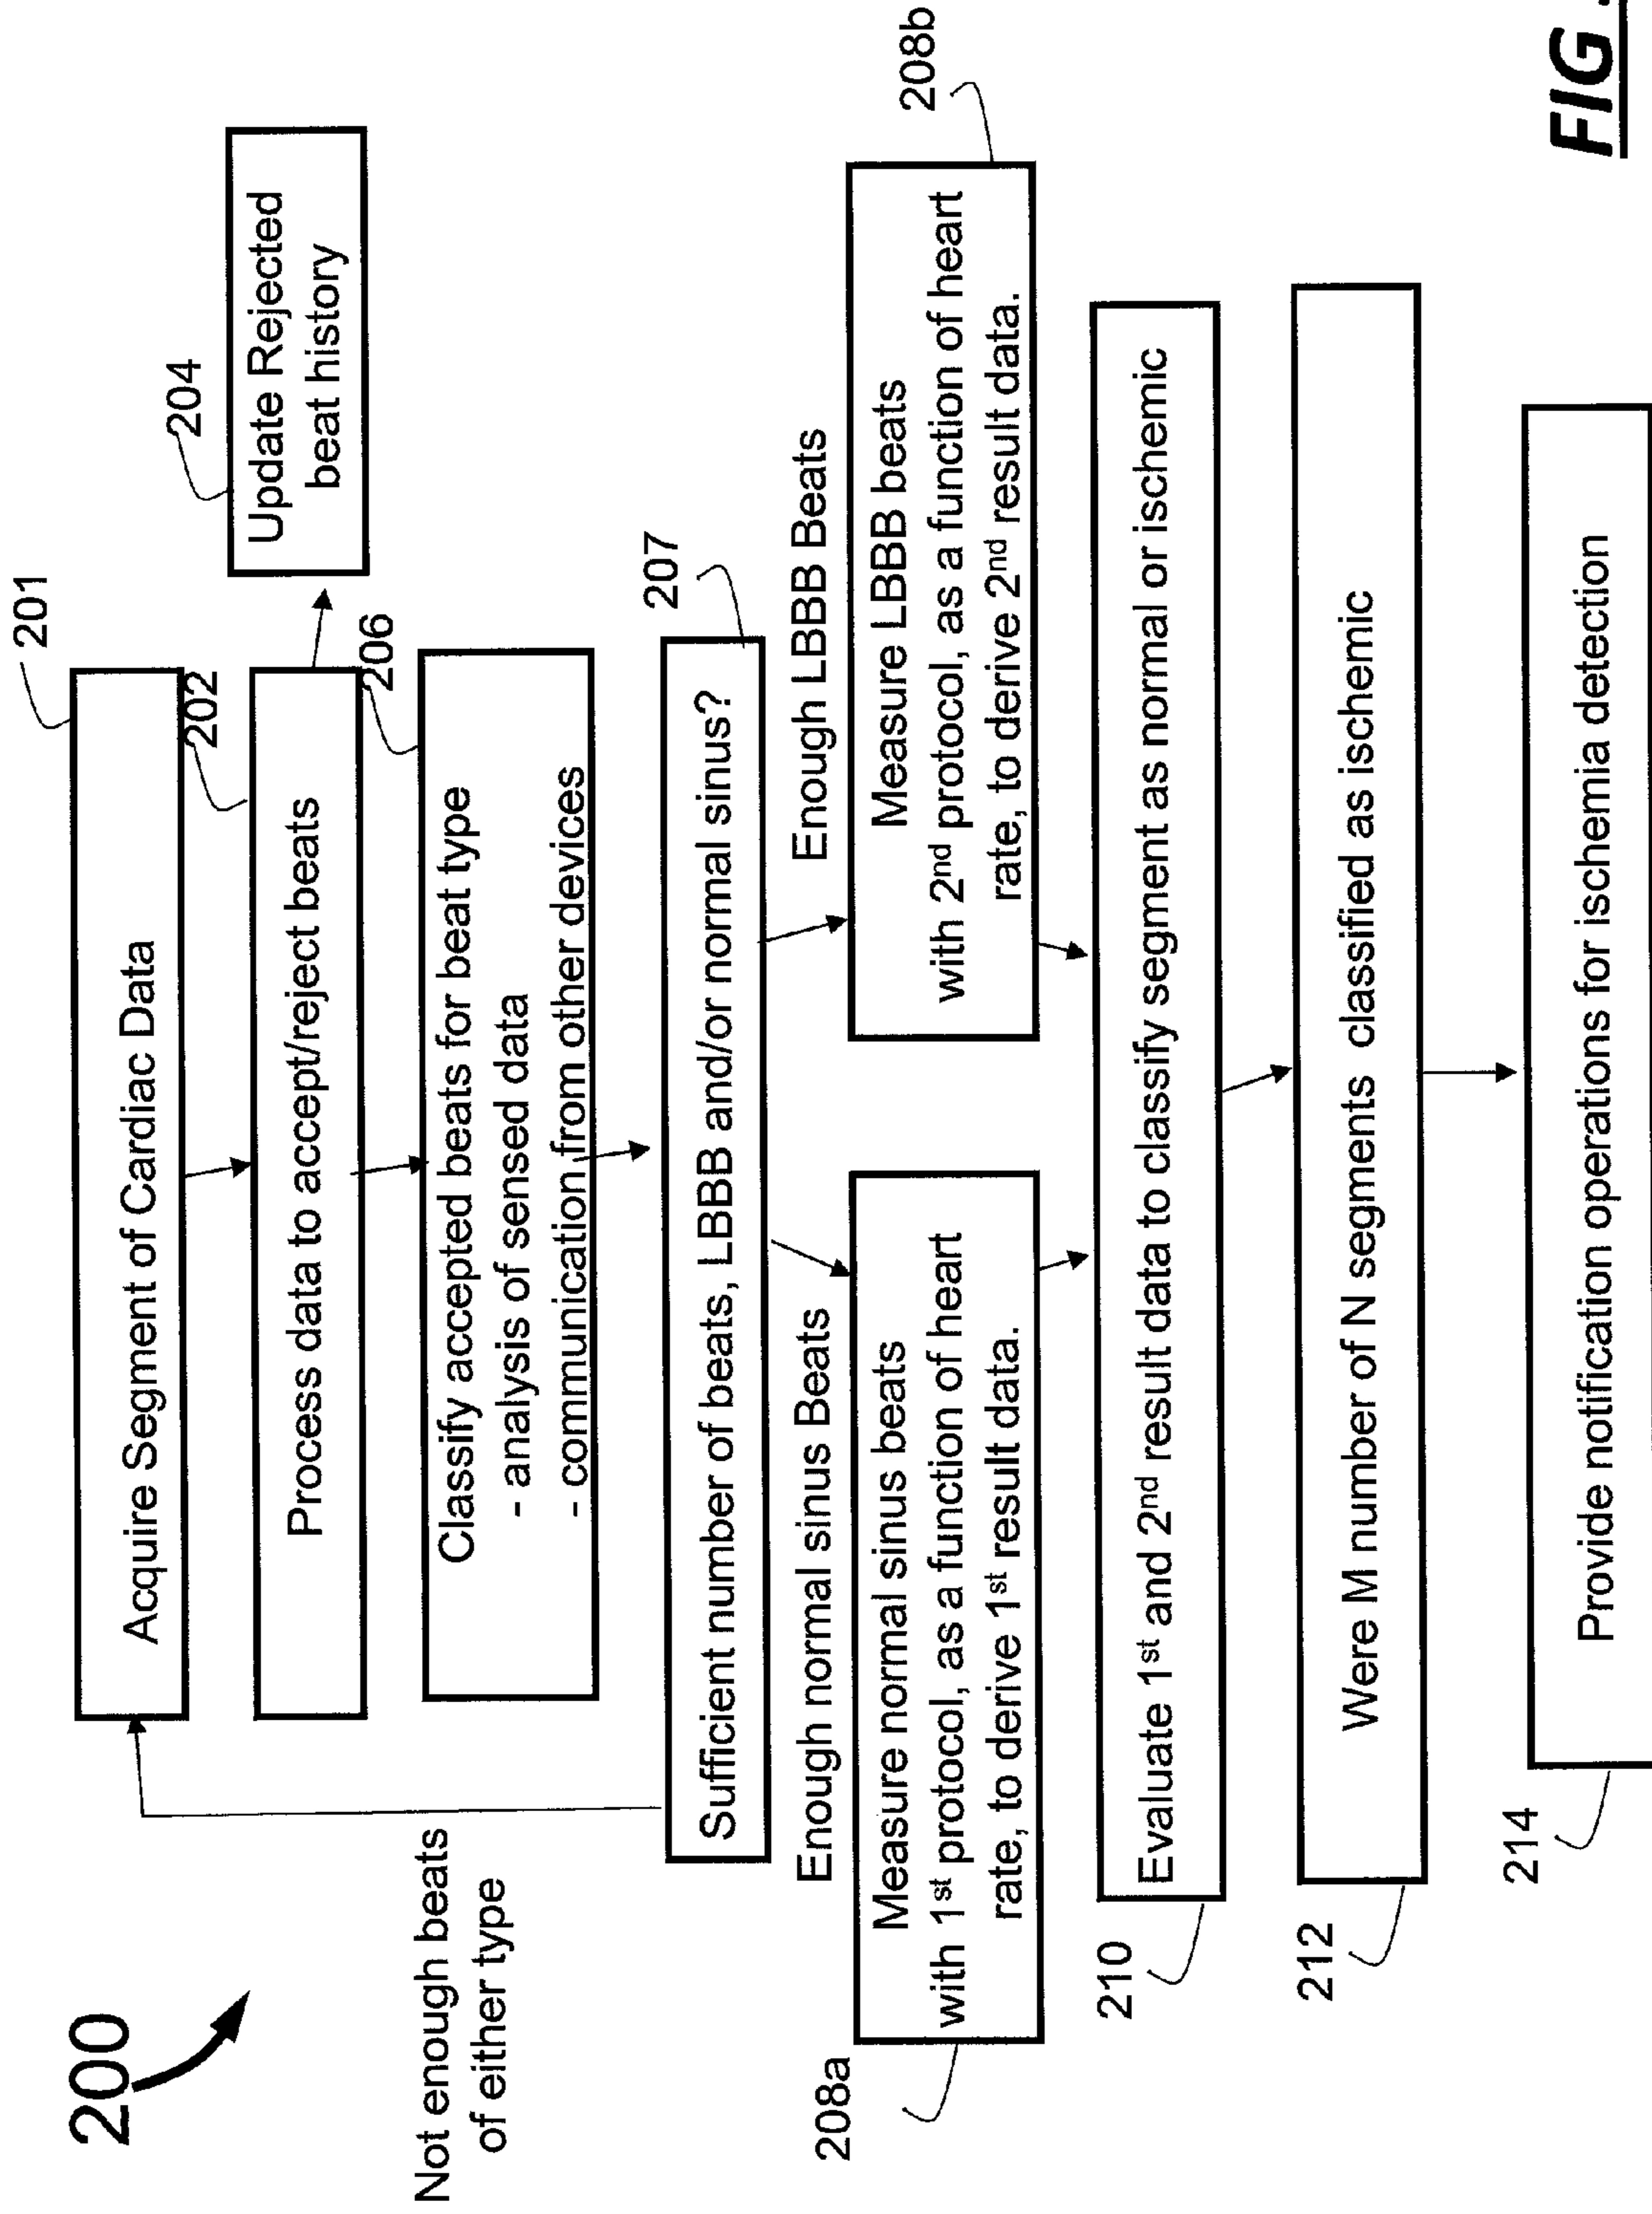 200
201
Acquire Segment of Cardiac Data
202
Process data to accept/reject beats
204
Update Rejected
beat history
206
Classify accepted beats for beat type
- analysis of sensed data
- communication from other devices
Not enough beats
of either type
207
Sufficient number of beats, LBBB and/or normal sinus?
Enough normal sinus Beats
Enough LBBB Beats
208a
Measure normal sinus beats
with 1st protocol, as a function of heart
rate, to derive 1st result data.
208b
Measure LBBB beats
with 2nd protocol, as a function of heart
rate, to derive 2nd result data.
210
Evaluate 1st and 2nd result data to classify segment as normal or ischemic
212
Were M number of N segments classified as ischemic
214
Provide notification operations for ischemia detection
FIG